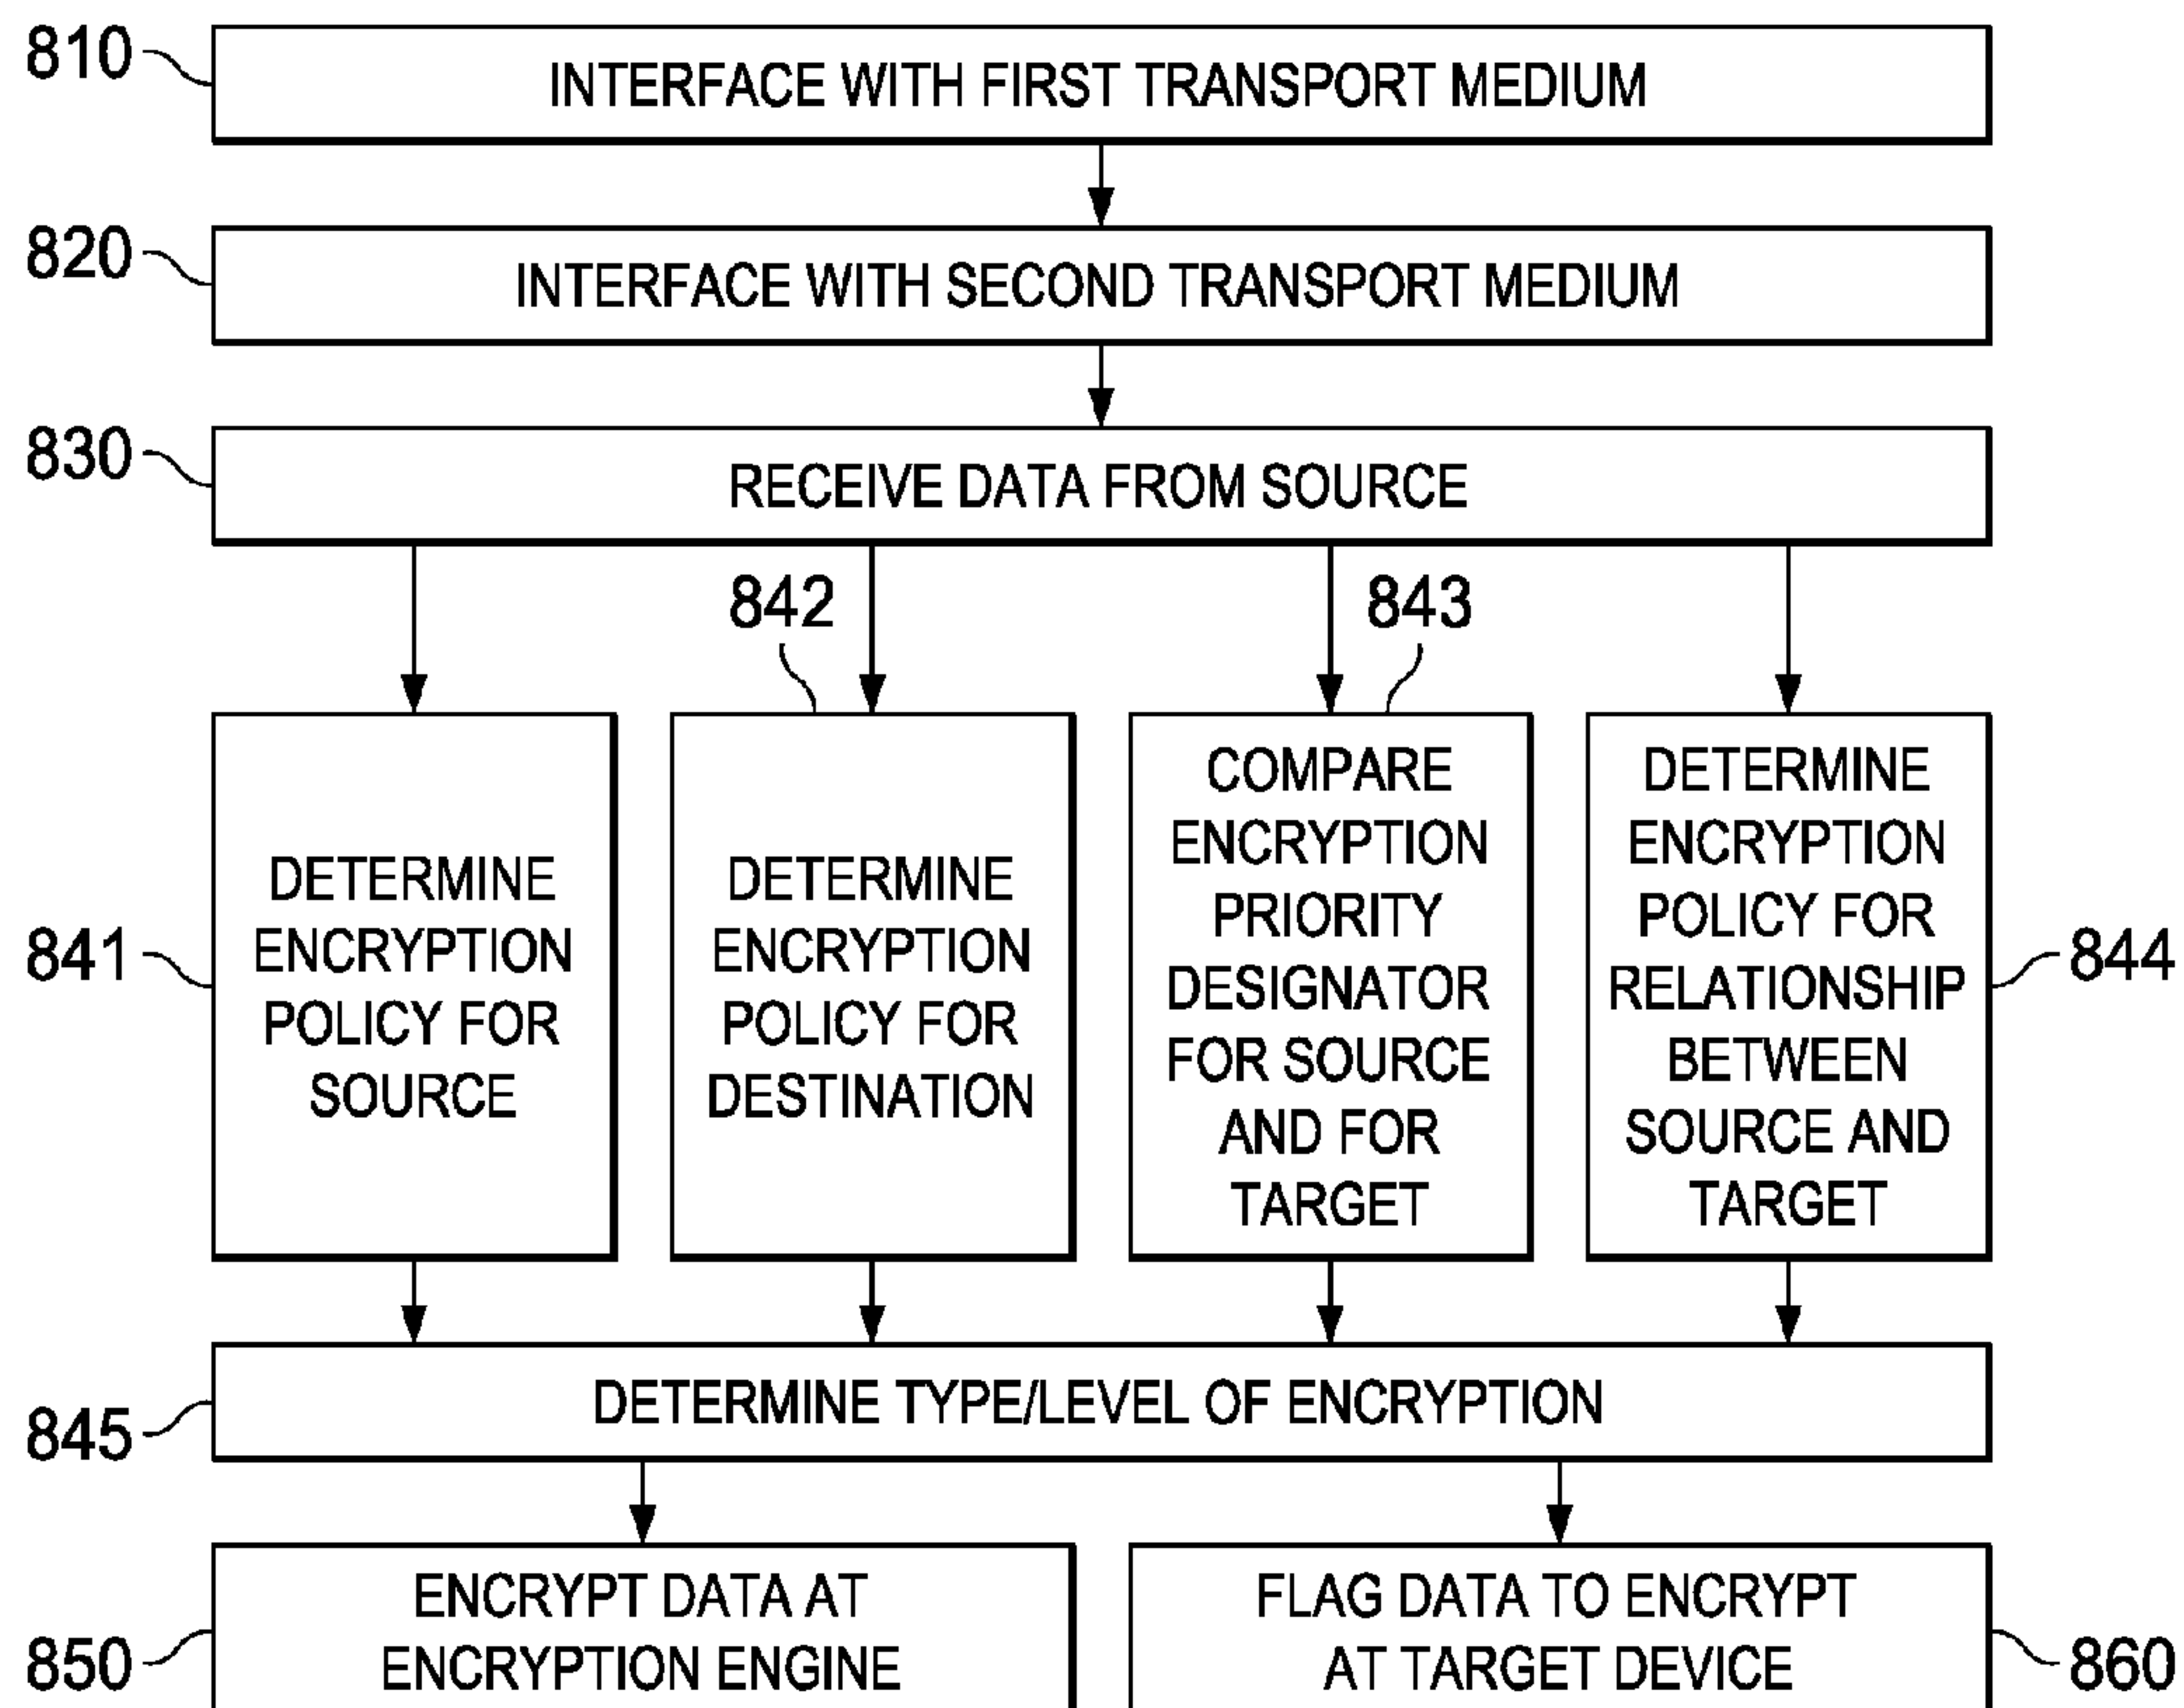 810
INTERFACE WITH FIRST TRANSPORT MEDIUM
820
INTERFACE WITH SECOND TRANSPORT MEDIUM
830
RECEIVE DATA FROM SOURCE
842
843
841
DETERMINE
ENCRYPTION
POLICY FOR
SOURCE
DETERMINE
ENCRYPTION
POLICY FOR
DESTINATION
COMPARE
ENCRYPTION
PRIORITY
DESIGNATOR
FOR SOURCE
AND FOR
TARGET
DETERMINE
ENCRYPTION
POLICY FOR
RELATIONSHIP
BETWEEN
SOURCE AND
TARGET
844
845
DETERMINE TYPE/LEVEL OF ENCRYPTION
850
ENCRYPT DATA AT
ENCRYPTION ENGINE
FLAG DATA TO ENCRYPT
AT TARGET DEVICE
860